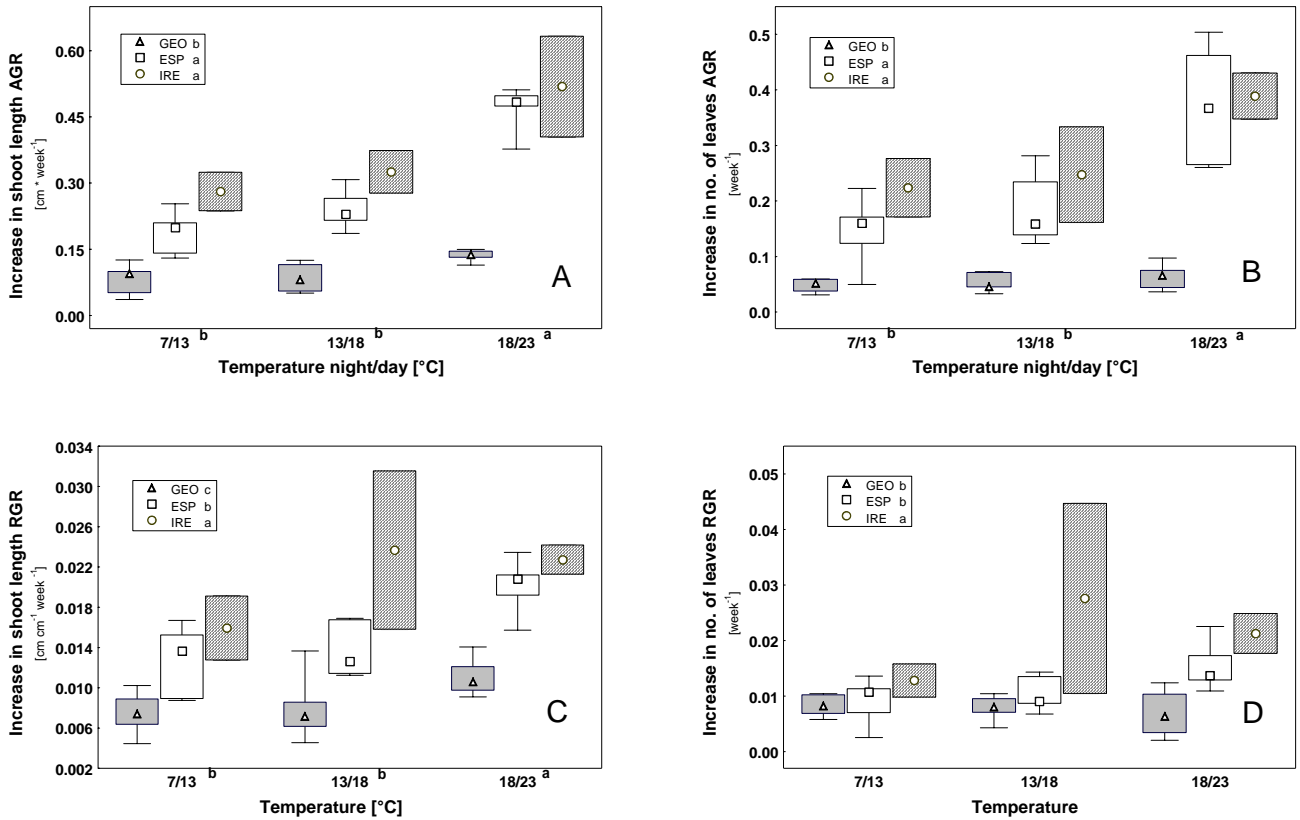 Increase in shoot length AGR
[cm * week-1]
0.60
0.45
0.30
0.15
0.00
GEO b
ESP a
IRE a
A
7/13 b
13/18 b
18/23 a
Temperature night/day [°C]
Increase in no. of leaves AGR
[week-1]
0.5
0.4
0.3
0.2
0.1
0.0
GEO b
ESP a
IRE a
B
7/13 b
13/18 b
18/23 a
Temperature night/day [°C]
Increase in shoot length RGR
[cm cm-1 week-1]
0.034
0.030
0.026
0.022
0.018
0.014
0.010
0.006
0.002
GEO c
ESP b
IRE a
C
7/13 b
13/18 b
18/23 a
Temperature [°C]
Increase in no. of leaves RGR
[week-1]
0.05
0.04
0.03
0.02
0.01
0.00
GEO b
ESP b
IRE a
D
7/13
13/18
18/23
Temperature